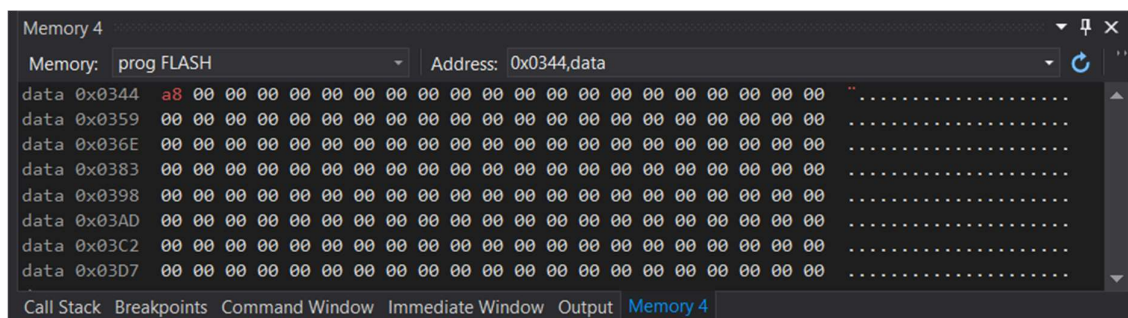 Memory 4
Memory: prog FLASH Address: 0x0344,data
data 0x0344 a8 00 00 00 00 00 00 00 00 00 00 00 00 00 00 00 00 00 00 00 00 ¨....................
data 0x0359 00 00 00 00 00 00 00 00 00 00 00 00 00 00 00 00 00 00 00 00 00 .....................
data 0x036E 00 00 00 00 00 00 00 00 00 00 00 00 00 00 00 00 00 00 00 00 00 .....................
data 0x0383 00 00 00 00 00 00 00 00 00 00 00 00 00 00 00 00 00 00 00 00 00 .....................
data 0x0398 00 00 00 00 00 00 00 00 00 00 00 00 00 00 00 00 00 00 00 00 00 .....................
data 0x03AD 00 00 00 00 00 00 00 00 00 00 00 00 00 00 00 00 00 00 00 00 00 .....................
data 0x03C2 00 00 00 00 00 00 00 00 00 00 00 00 00 00 00 00 00 00 00 00 00 .....................
data 0x03D7 00 00 00 00 00 00 00 00 00 00 00 00 00 00 00 00 00 00 00 00 00 .....................
Call Stack Breakpoints Command Window Immediate Window Output Memory 4